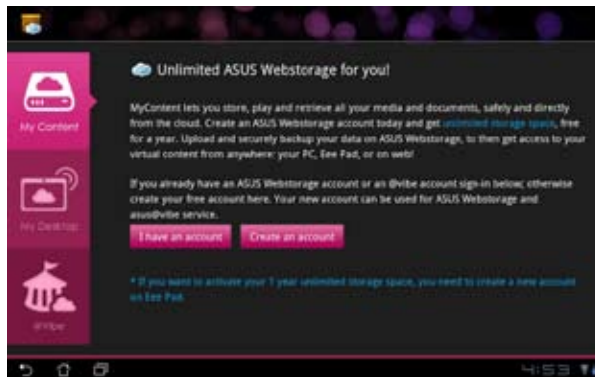 Unlimited ASUS Webstorage for you!
My Content
MyContent lets you store, play and retrieve all your media and documents, safely and directly
from the cloud. Create an ASUS Webstorage account today and get unlimited storage space, free
for a year. Upload and securely backup your data on ASUS Webstorage, to then get access to your
virtual content from anywhere: your PC, Eee Pad, or on web!
If you already have an ASUS Webstorage account or an @vibe account sign-in below; otherwise
create your free account here. Your new account can be used for ASUS Webstorage and
asus@vibe service.
My Desktop
I have an account
Create an account
* If you want to activate your 1 year unlimited storage space, you need to create a new account
on Eee Pad.
@Vibe
4:53